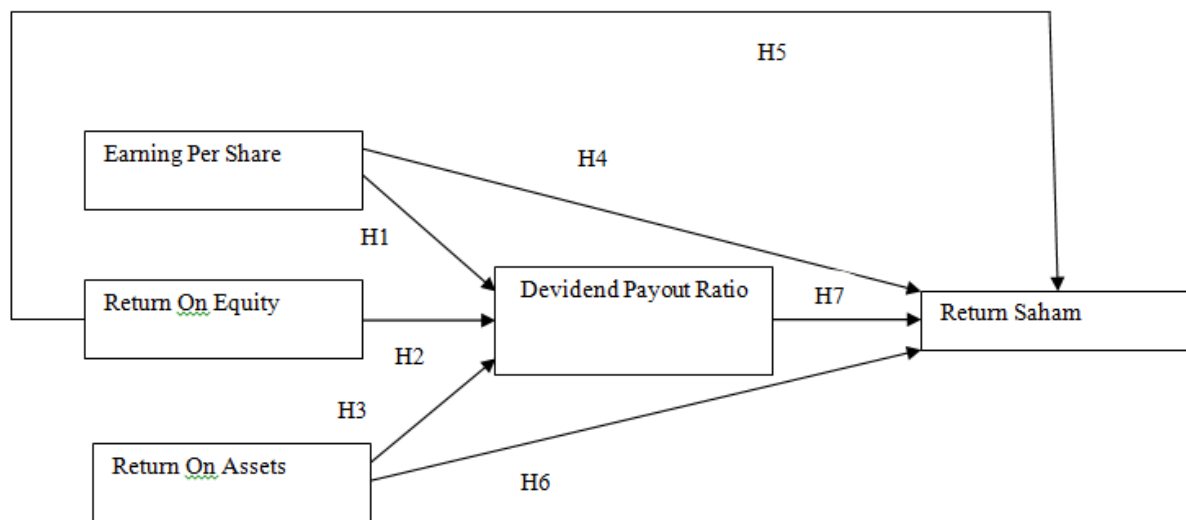 H5
Earning Per Share
H4
H1
Return On Equity
Devidend Payout Ratio
H7
Return Saham
H2
H3
Return On Assets
H6